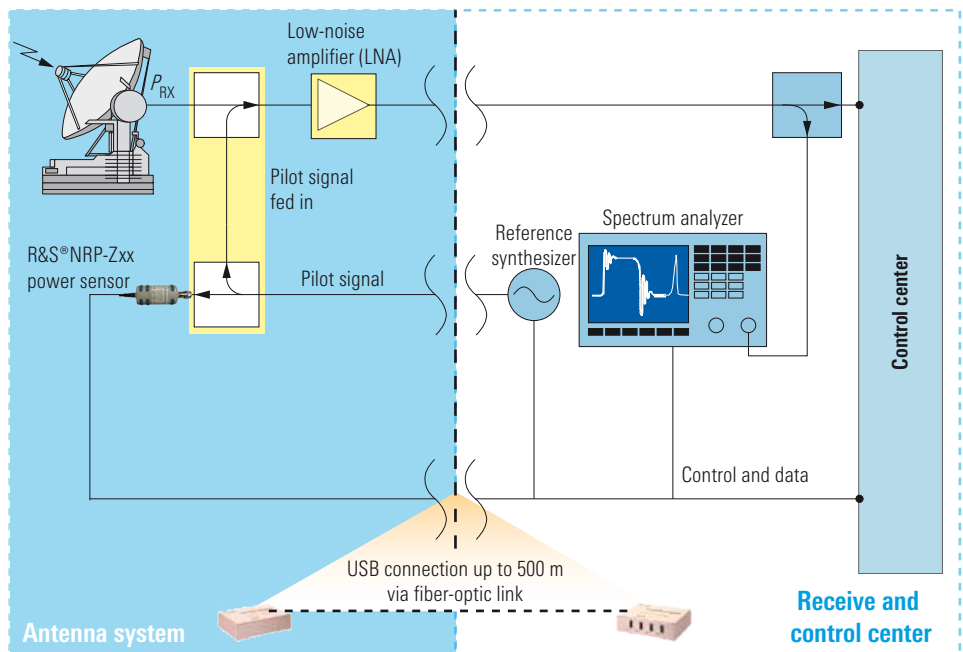 Low-noise
amplifier (LNA)
PRX
Pilot signal
fed in
R&S®NRP-Zxx
power sensor
Pilot signal
Reference
synthesizer
Spectrum analyzer
Control center
Control and data
USB connection up to 500 m
via fiber-optic link
Antenna system
Receive and
control center